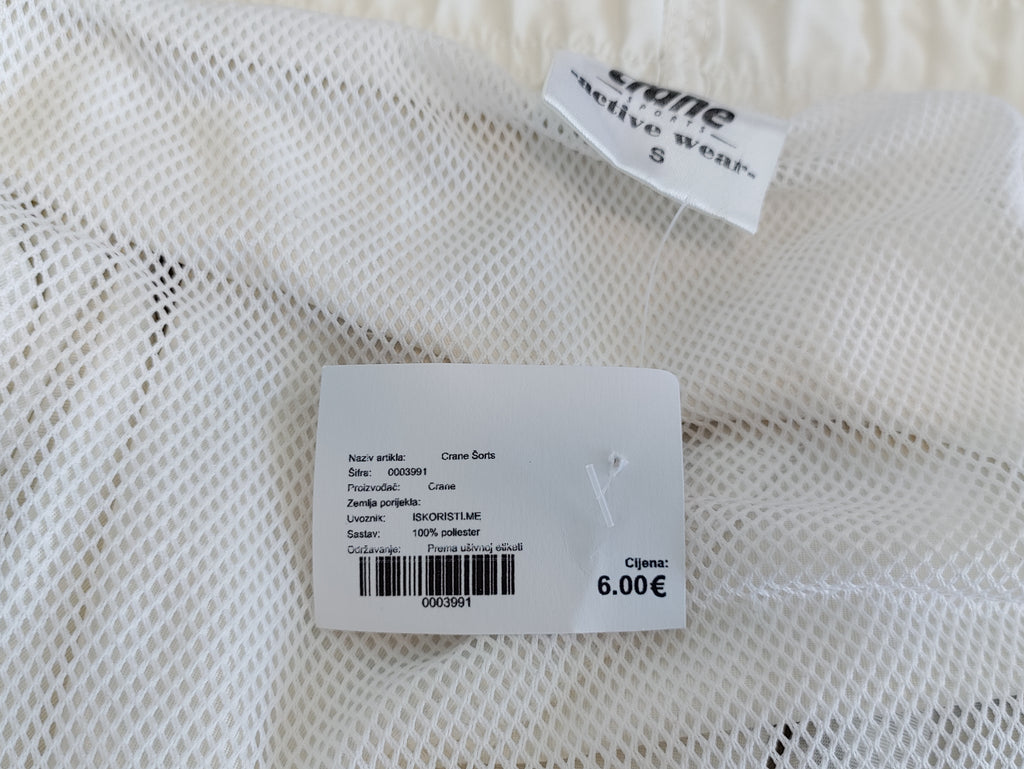 crane
SPORTS
-active wear-
S
Naziv artikla: Crane Šorts
Šifra: 0003991
Proizvođač: Crane
Zemlja porijekla:
Uvoznik: ISKORISTI.ME
Sastav: 100% poliester
Održavanje: Prema ušivnoj etiketi
0003991
Cijena:
6.00€